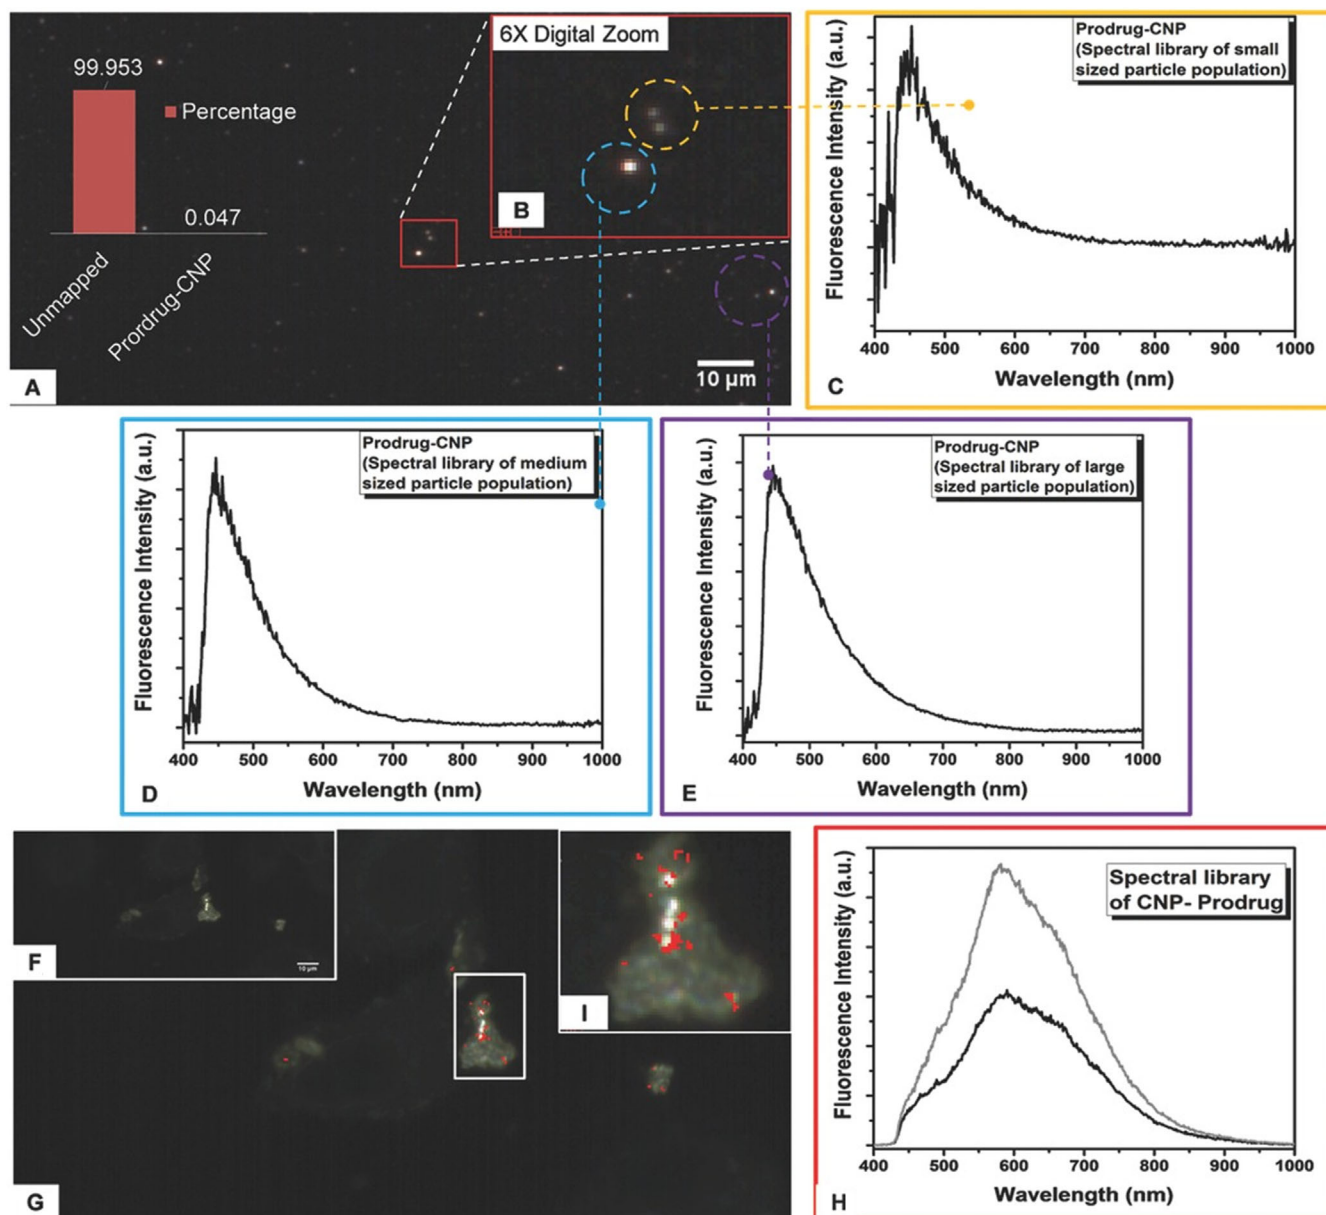 6X Digital Zoom
99.953
Percentage
0.047
Unmapped
Prordrug-CNP
B
10 μm
A
Fluorescence Intensity (a.u.)
Prodrug-CNP
(Spectral library of small
sized particle population)
400 500 600 700 800 900 1000
Wavelength (nm)
C
Fluorescence Intensity (a.u.)
Prodrug-CNP
(Spectral library of medium
sized particle population)
400 500 600 700 800 900 1000
Wavelength (nm)
D
Fluorescence Intensity (a.u.)
Prodrug-CNP
(Spectral library of large
sized particle population)
400 500 600 700 800 900 1000
Wavelength (nm)
E
F
10 μm
I
G
Fluorescence Intensity (a.u.)
Spectral library
of CNP- Prodrug
400 500 600 700 800 900 1000
Wavelength (nm)
H